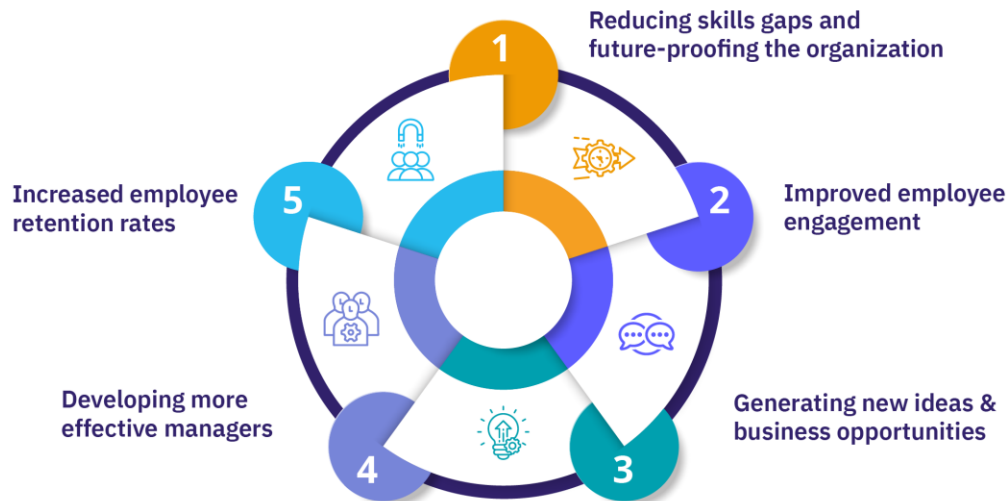 1
Reducing skills gaps and
future-proofing the organization
2
Improved employee
engagement
3
Generating new ideas &
business opportunities
4
Developing more
effective managers
5
Increased employee
retention rates
L L
L